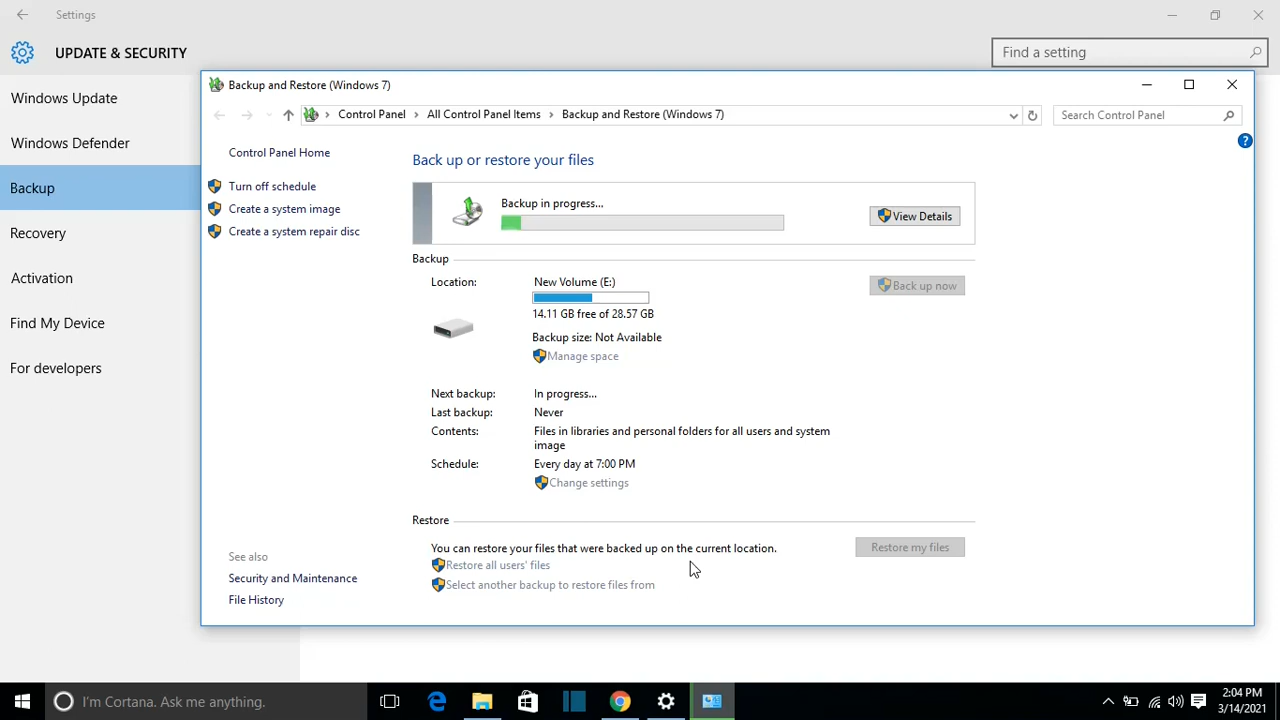 Settings
UPDATE & SECURITY
Find a setting
Windows Update
Windows Defender
Backup
Recovery
Activation
Find My Device
For developers
Backup and Restore (Windows 7)
Control Panel > All Control Panel Items > Backup and Restore (Windows 7)
Search Control Panel
Control Panel Home
Turn off schedule
Create a system image
Create a system repair disc
See also
Security and Maintenance
File History
Back up or restore your files
Backup in progress...
View Details
Backup
Location:
New Volume (E:)
Back up now
14.11 GB free of 28.57 GB
Backup size: Not Available
Manage space
Next backup: In progress...
Last backup: Never
Contents: Files in libraries and personal folders for all users and system
image
Schedule: Every day at 7:00 PM
Change settings
Restore
You can restore your files that were backed up on the current location.
Restore my files
Restore all users' files
Select another backup to restore files from
I'm Cortana. Ask me anything.
2:04 PM
3/14/2021